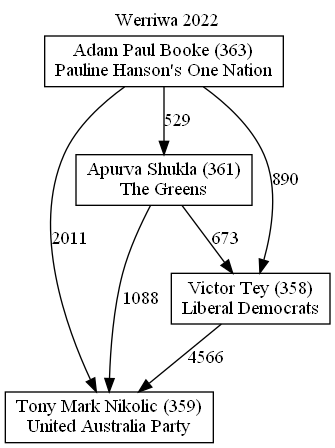 Werriwa 2022
Adam Paul Booke (363)
Pauline Hanson's One Nation
529
Apurva Shukla (361)
The Greens
890
2011
673
1088
Victor Tey (358)
Liberal Democrats
4566
Tony Mark Nikolic (359)
United Australia Party